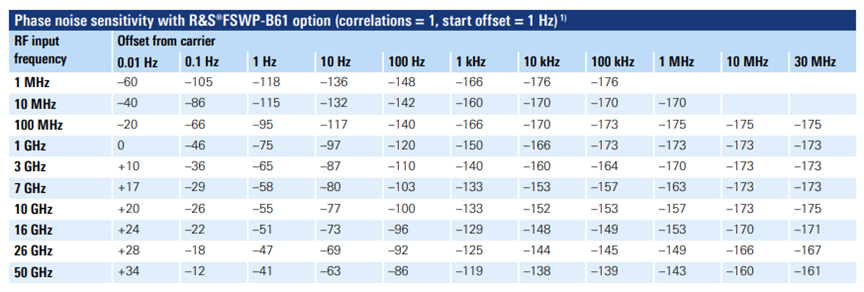 Phase noise sensitivity with R&S®FSWP-B61 option (correlations = 1, start offset = 1 Hz) 1)
RF input frequency Offset from carrier
0.01 Hz 0.1 Hz 1 Hz 10 Hz 100 Hz 1 kHz 10 kHz 100 kHz 1 MHz 10 MHz 30 MHz
1 MHz –60 –105 –118 –136 –148 –166 –176 –176
10 MHz –40 –86 –115 –132 –142 –160 –170 –170 –170
100 MHz –20 –66 –95 –117 –140 –166 –170 –173 –175 –175 –175
1 GHz 0 –46 –75 –97 –120 –150 –166 –173 –173 –173 –173
3 GHz +10 –36 –65 –87 –110 –140 –160 –164 –170 –173 –173
7 GHz +17 –29 –58 –80 –103 –133 –153 –157 –163 –173 –173
10 GHz +20 –26 –55 –77 –100 –133 –152 –153 –157 –173 –175
16 GHz +24 –22 –51 –73 –96 –129 –148 –149 –153 –170 –171
26 GHz +28 –18 –47 –69 –92 –125 –144 –145 –149 –166 –167
50 GHz +34 –12 –41 –63 –86 –119 –138 –139 –143 –160 –161